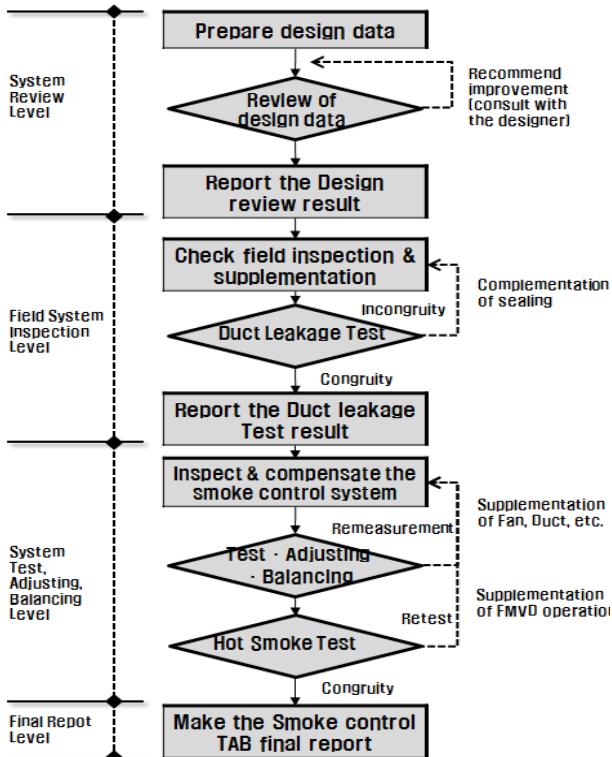 Prepare design data
System
Review
Level
Review of
design data
Recommend
improvement
(consult with
the designer)
Report the Design
review result
Check field inspection &
supplementation
Complementation
of sealing
Incongruity
Field System
Inspection
Level
Duct Leakage Test
Congruity
Report the Duct leakage
Test result
Inspect & compensate the
smoke control system
Supplementation
of Fan, Duct, etc.
Remeasurement
System
Test,
Adjusting,
Balancing
Level
Test · Adjusting
· Balancing
Supplementation
of FMVD operation
Retest
Hot Smoke Test
Congruity
Final Repot
Level
Make the Smoke control
TAB final report